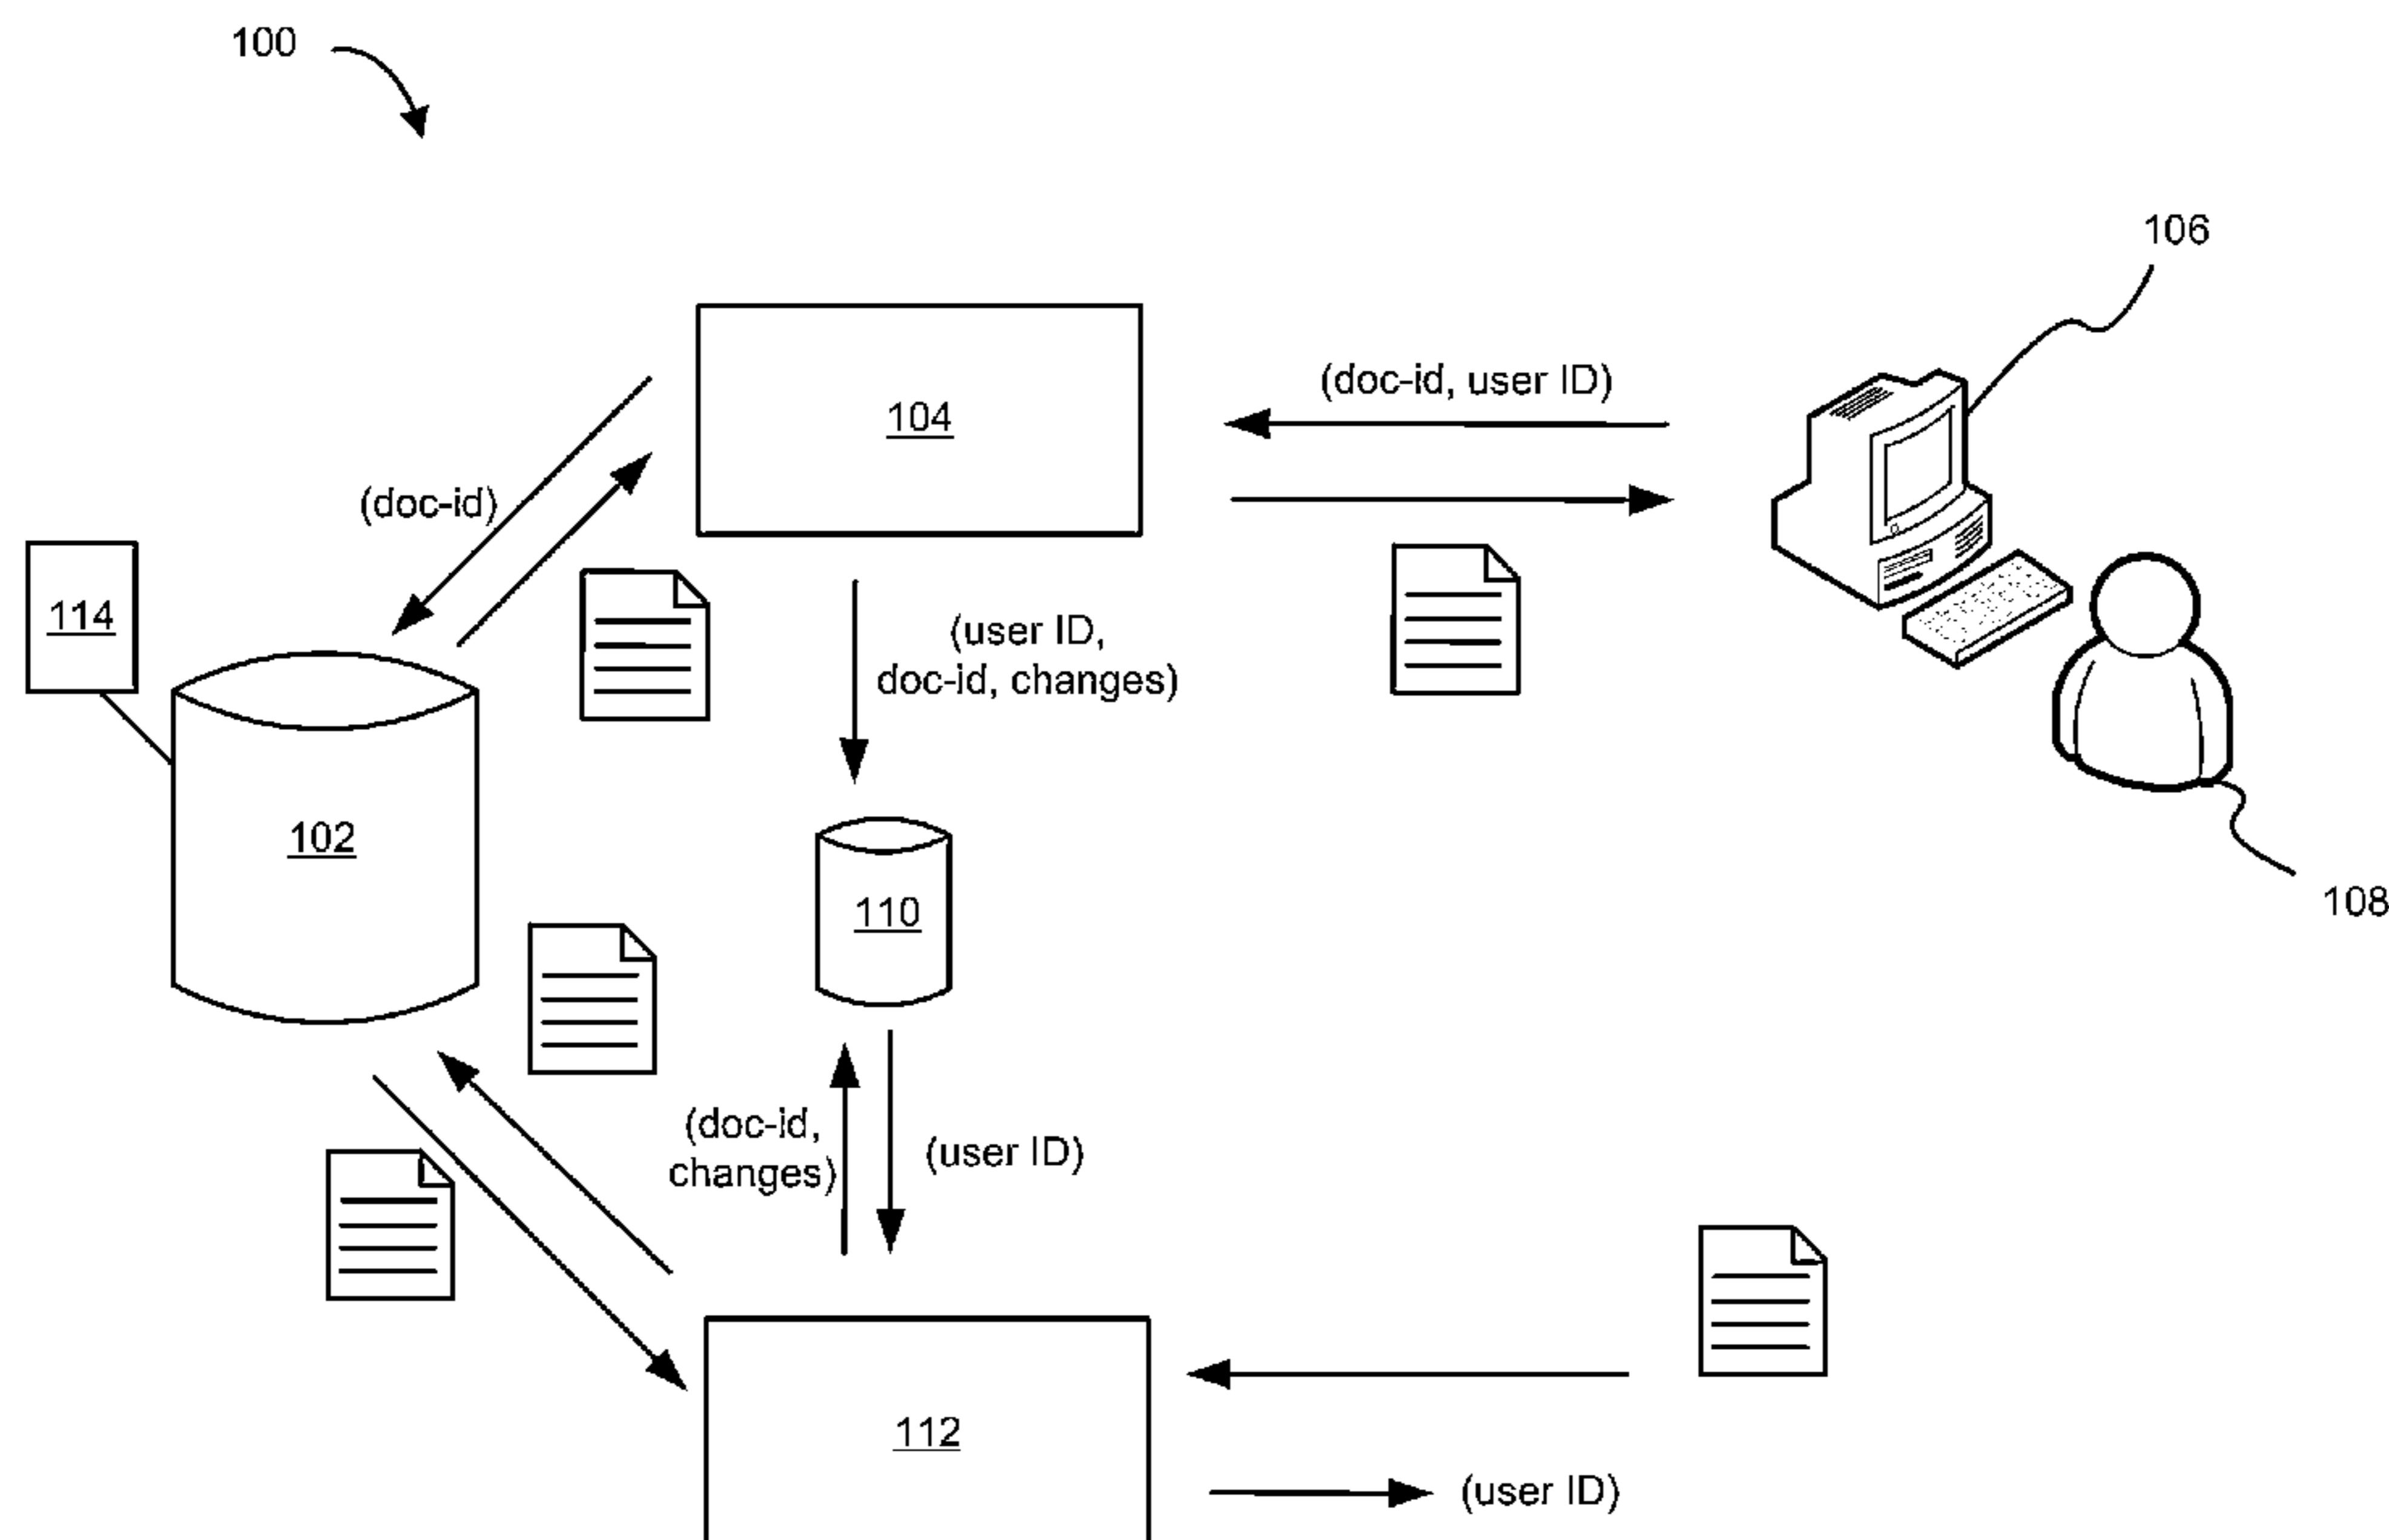 100
106
(doc-id, user ID)
104
(doc-id)
114
(user ID,
doc-id, changes)
102
110
108
(doc-id,
changes)
(user ID)
112
(user ID)